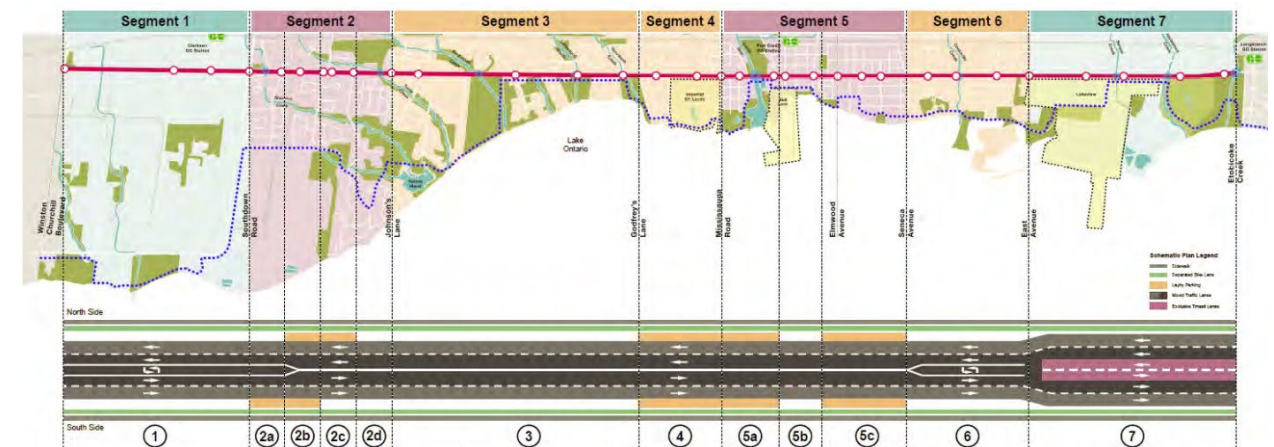 Segment 1
Segment 2
Segment 3
Segment 4
Segment 5
Segment 6
Segment 7
Clarkson
GO Station
Port Credit
GO Station
Long Branch
GO Station
Imperial
Oil Lands
Lakeview
Lake
Ontario
Winston
Churchill
Boulevard
Southdown
Road
Johnson's
Lane
Godfrey's
Lane
Mississauga
Road
Elmwood
Avenue
Seneca
Avenue
East
Avenue
Etobicoke
Creek
Schematic Plan Legend
Sidewalk
Separated Bike Lane
Layby Parking
Mixed Traffic Lanes
Exclusive Transit Lanes
North Side
South Side
1
2a
2b
2c
2d
3
4
5a
5b
5c
6
7